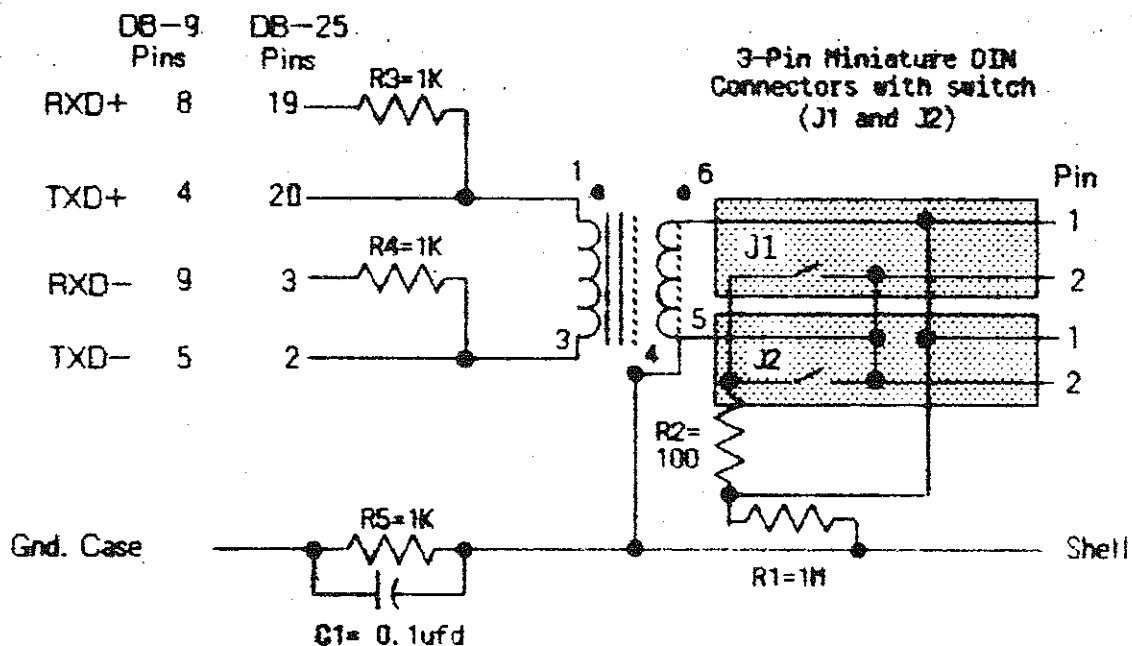 DB-9 DB-25
Pins Pins
3-Pin Miniature DIN
Connectors with switch
(J1 and J2)
R3=1K
RXD+ 8 19
1 6 Pin
TXD+ 4 20
1
J1
R4=1K
RXD- 9 3
2
5
3
1
TXD- 5 2
4
J2
2
R2=
100
R5=1K
Gnd. Case
Shell
R1=1M
C1= 0.1ufd